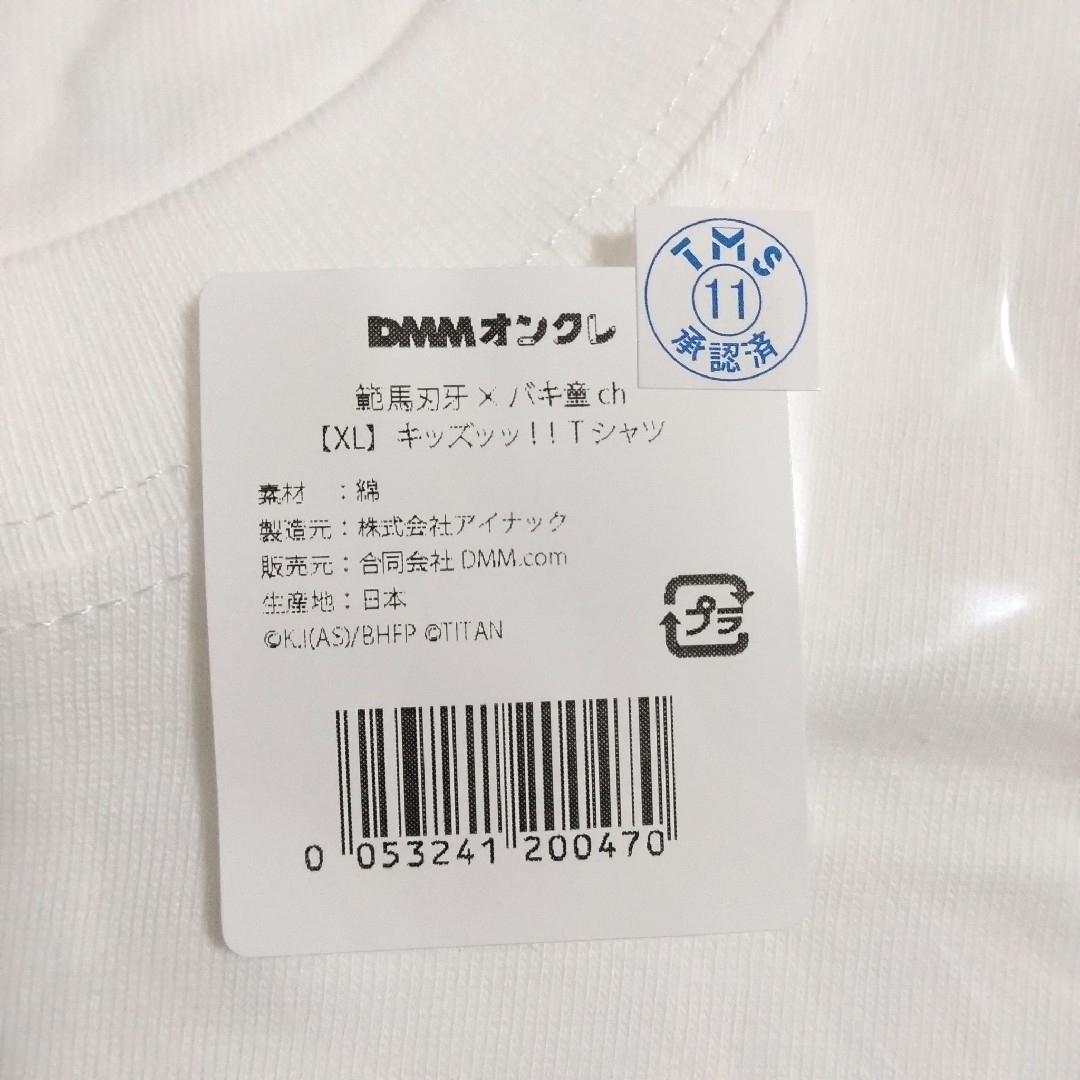 DMMオンクレ
TMS
11
承認済
範馬刃牙×バキ童ch
【XL】キッズッッ!!Tシャツ
素材 :綿
製造元:株式会社アイナック
販売元:合同会社DMM.com
生産地:日本
©K.I(AS)/BHFP ©TITAN
プラ
0 053241 200470